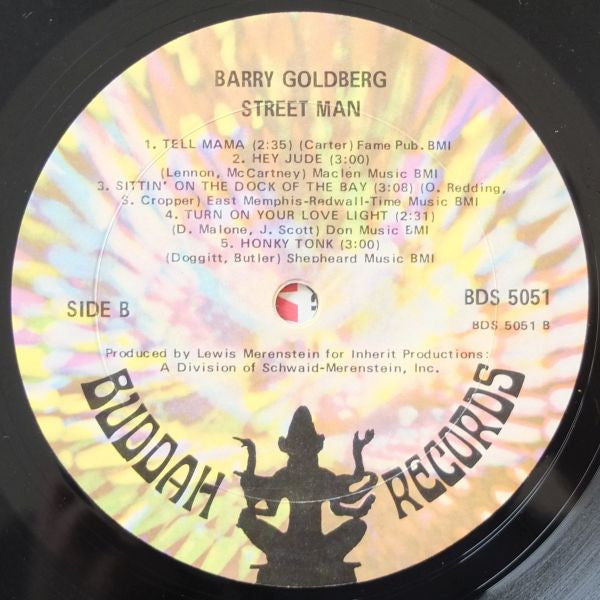 BARRY GOLDBERG
STREET MAN
1. TELL MAMA (2:35) (Carter) Fame Pub. BMI
2. HEY JUDE (3:00)
(Lennon, McCartney) Maclen Music BMI
3. SITTIN' ON THE DOCK OF THE BAY (3:08) (O. Redding,
S. Cropper) East Memphis-Redwall-Time Music BMI
4. TURN ON YOUR LOVE LIGHT (2:31)
(D. Malone, J. Scott) Don Music BMI
5. HONKY TONK (3:00)
(Doggitt, Butler) Shepheard Music BMI
SIDE B
BDS 5051
BDS 5051 B
Produced by Lewis Merenstein for Inherit Productions:
A Division of Schwaid-Merenstein, Inc.
BUDDAH RECORDS